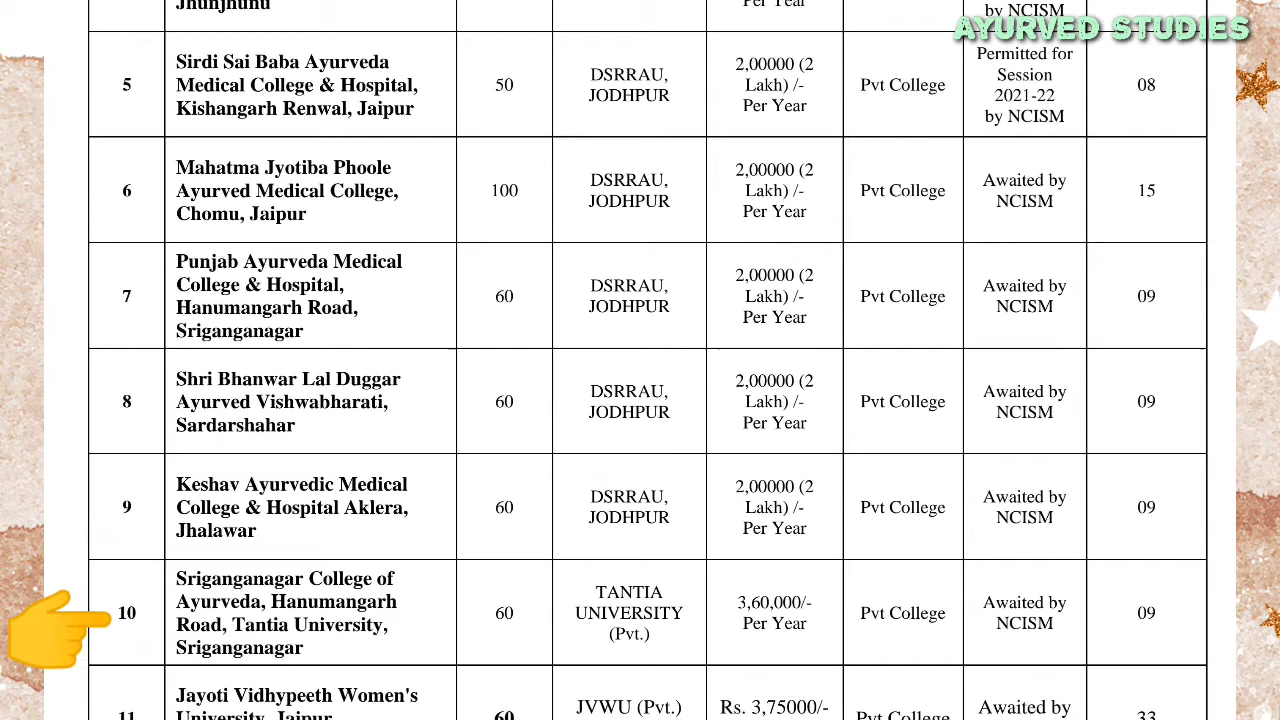 Jhunjhunu
Per Year
by NCISM
AYURVED STUDIES
5
Sirdi Sai Baba Ayurveda
Medical College & Hospital,
Kishangarh Renwal, Jaipur
50
DSRRAU,
JODHPUR
2,00000 (2
Lakh) /-
Per Year
Pvt College
Permitted for
Session
2021-22
by NCISM
08
6
Mahatma Jyotiba Phoole
Ayurved Medical College,
Chomu, Jaipur
100
DSRRAU,
JODHPUR
2,00000 (2
Lakh) /-
Per Year
Pvt College
Awaited by
NCISM
15
7
Punjab Ayurveda Medical
College & Hospital,
Hanumangarh Road,
Sriganganagar
60
DSRRAU,
JODHPUR
2,00000 (2
Lakh) /-
Per Year
Pvt College
Awaited by
NCISM
09
8
Shri Bhanwar Lal Duggar
Ayurved Vishwabharati,
Sardarshahar
60
DSRRAU,
JODHPUR
2,00000 (2
Lakh) /-
Per Year
Pvt College
Awaited by
NCISM
09
9
Keshav Ayurvedic Medical
College & Hospital Aklera,
Jhalawar
60
DSRRAU,
JODHPUR
2,00000 (2
Lakh) /-
Per Year
Pvt College
Awaited by
NCISM
09
10
Sriganganagar College of
Ayurveda, Hanumangarh
Road, Tantia University,
Sriganganagar
60
TANTIA
UNIVERSITY
(Pvt.)
3,60,000/-
Per Year
Pvt College
Awaited by
NCISM
09
11
Jayoti Vidhypeeth Women's
University, Jaipur
60
JVWU (Pvt.)
Rs. 3,75000/-
Pvt College
Awaited by
33